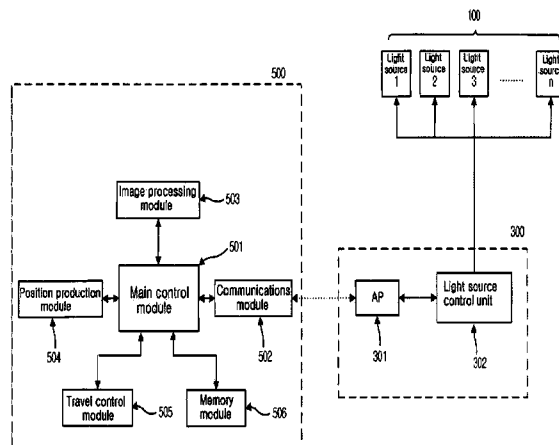 100
Light source 1
Light source 2
Light source 3
Light source n
500
Image processing module
503
501
Position production module
504
Main control module
Communications module
502
Travel control module
505
Memory module
506
300
AP
301
Light source control unit
302